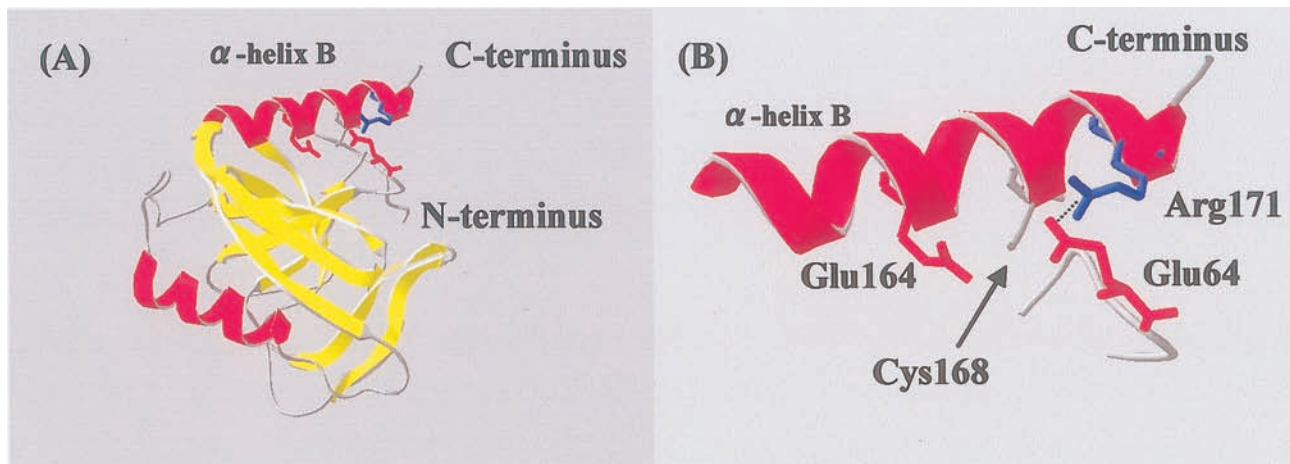 (A)
α-helix B
C-terminus
N-terminus
(B)
C-terminus
α-helix B
Arg171
Glu164
Glu64
Cys168